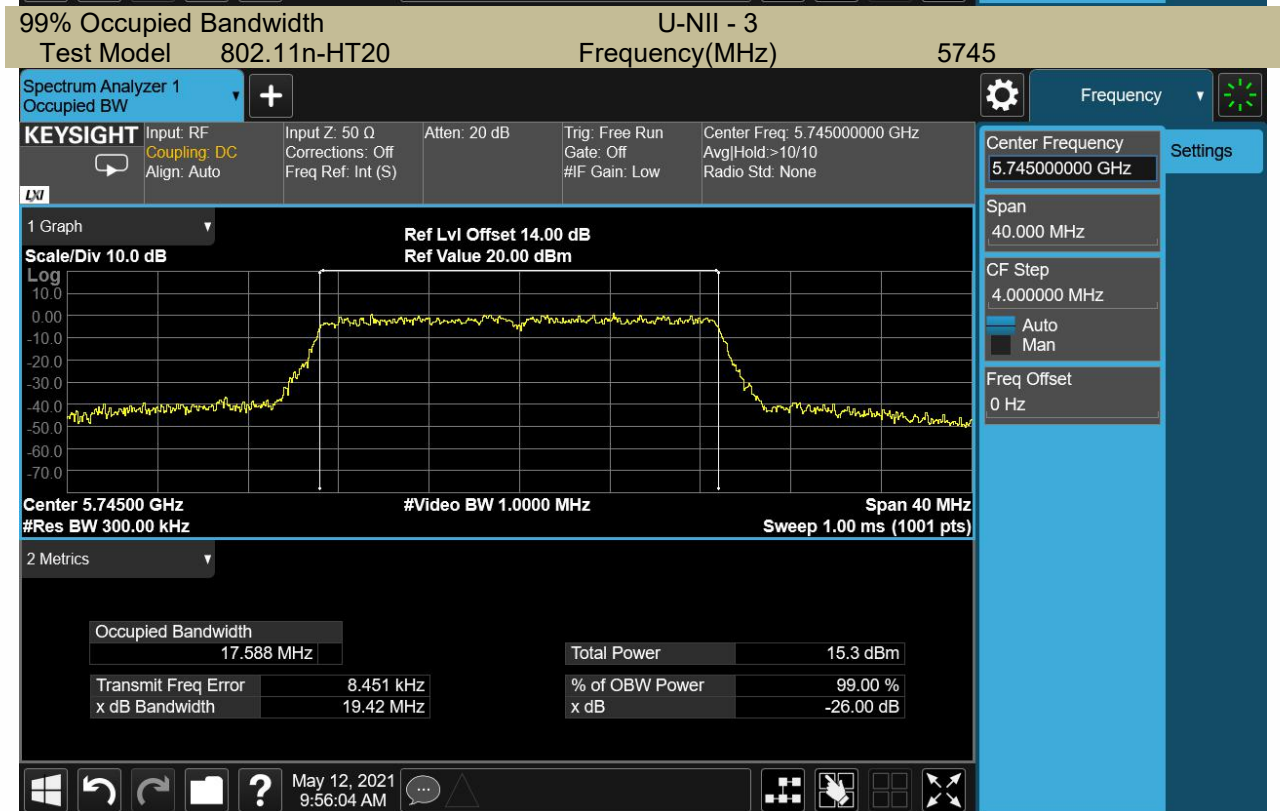 99% Occupied Bandwidth U-NII - 3
Test Model 802.11n-HT20 Frequency(MHz) 5745
Spectrum Analyzer 1
Occupied BW
+
Frequency
KEYSIGHT
LXI
Input: RF
Coupling: DC
Align: Auto
Input Z: 50 Ω
Corrections: Off
Freq Ref: Int (S)
Atten: 20 dB
Trig: Free Run
Gate: Off
#IF Gain: Low
Center Freq: 5.745000000 GHz
Avg|Hold:>10/10
Radio Std: None
Center Frequency
5.745000000 GHz
Settings
Span
40.000 MHz
CF Step
4.000000 MHz
Auto
Man
Freq Offset
0 Hz
1 Graph
Scale/Div 10.0 dB
Ref Lvl Offset 14.00 dB
Ref Value 20.00 dBm
Log
10.0
0.00
-10.0
-20.0
-30.0
-40.0
-50.0
-60.0
-70.0
Center 5.74500 GHz #Video BW 1.0000 MHz Span 40 MHz
#Res BW 300.00 kHz Sweep 1.00 ms (1001 pts)
2 Metrics
Occupied Bandwidth
17.588 MHz
Total Power 15.3 dBm
Transmit Freq Error 8.451 kHz
% of OBW Power 99.00 %
x dB Bandwidth 19.42 MHz
x dB -26.00 dB
?
May 12, 2021
9:56:04 AM